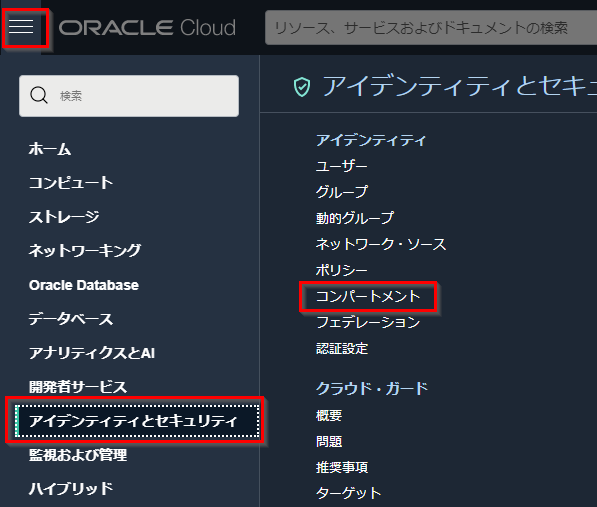 ORACLE Cloud
リソース、サービスおよびドキュメントの検索
検索
ホーム
コンピュート
ストレージ
ネットワーキング
Oracle Database
データベース
アナリティクスとAI
開発者サービス
アイデンティティとセキュリティ
監視および管理
ハイブリッド
アイデンティティとセキュ
アイデンティティ
ユーザー
グループ
動的グループ
ネットワーク・ソース
ポリシー
コンパートメント
フェデレーション
認証設定
クラウド・ガード
概要
問題
推奨事項
ターゲット